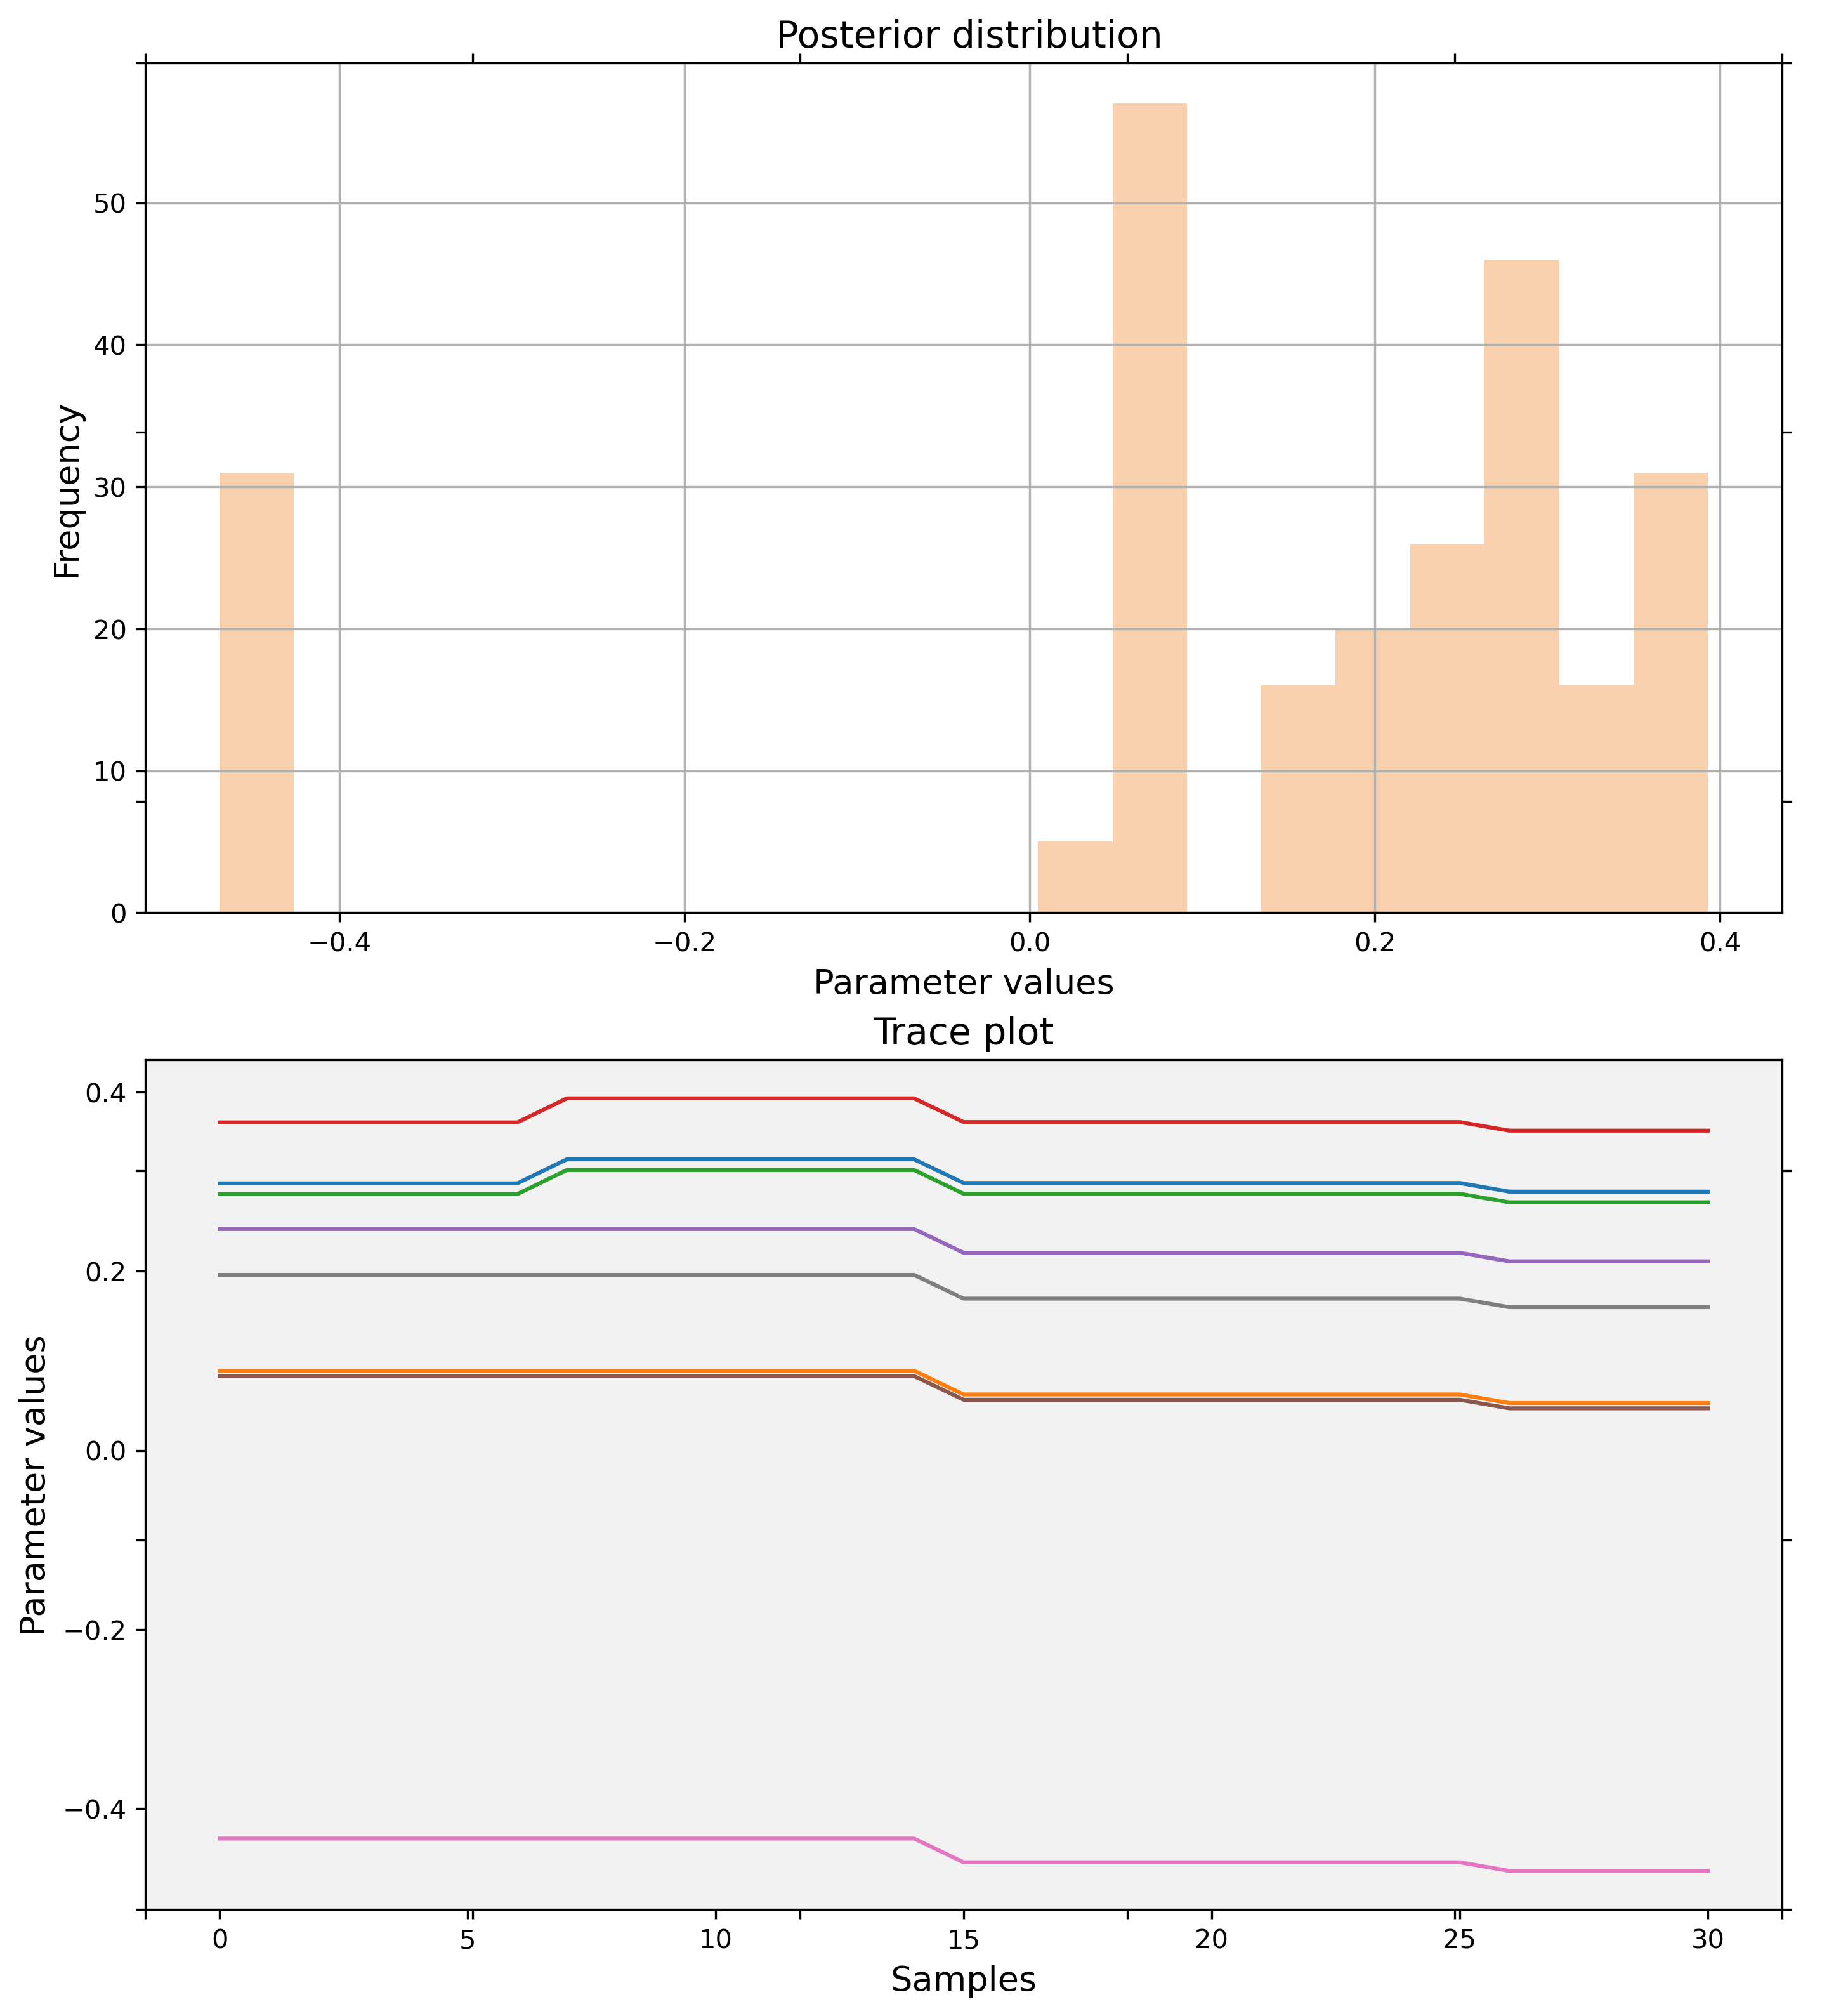 Posterior distribution
50
40
30
20
10
0
Frequency
−0.4 −0.2 0.0 0.2 0.4
Parameter values
Trace plot
0.4
0.2
0.0
−0.2
−0.4
Parameter values
0 5 10 15 20 25 30
Samples